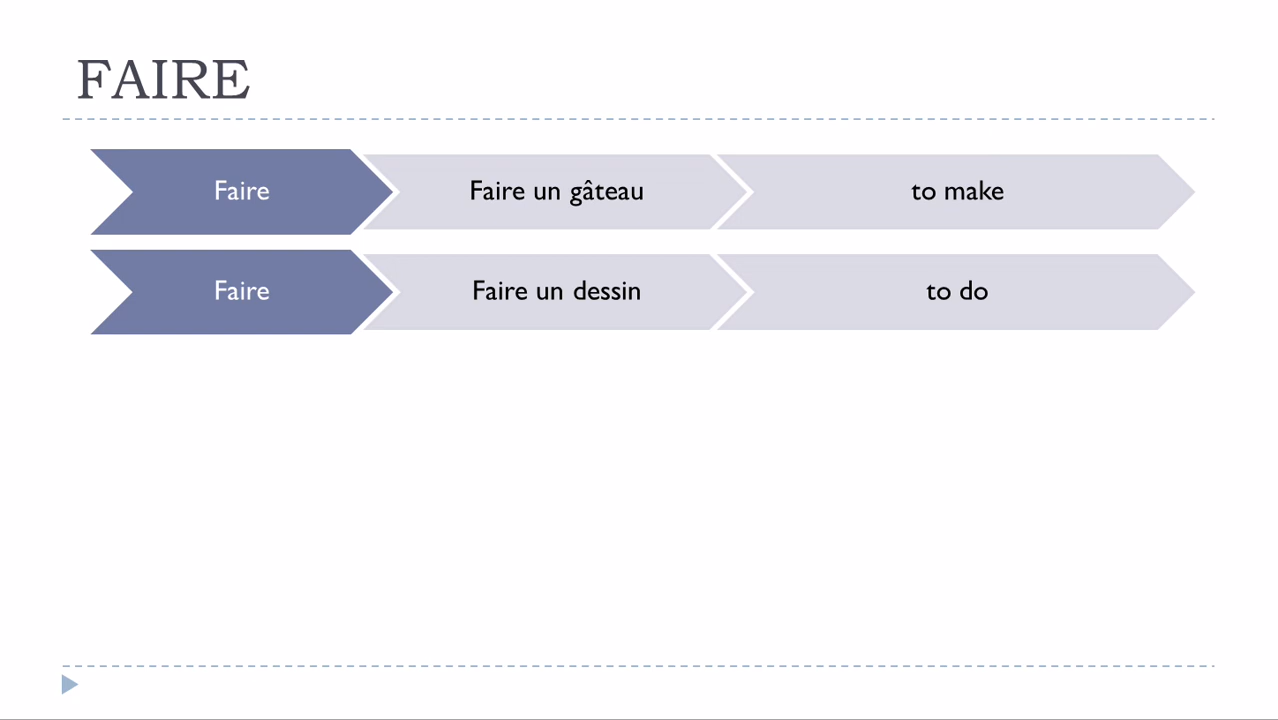 FAIRE
Faire
Faire un gâteau
to make
Faire
Faire un dessin
to do